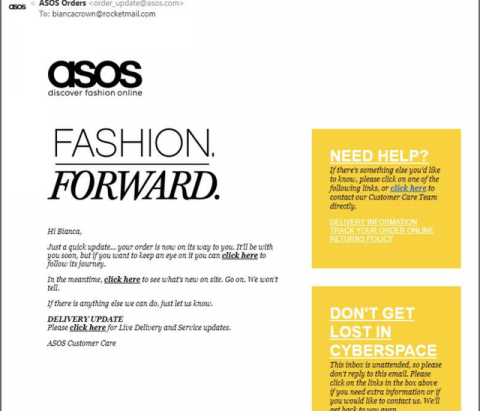 asos
ASOS Orders <order_update@asos.com>
To: biancacrown@rocketmail.com
asos
discover fashion online
FASHION.
FORWARD.
Hi Bianca,
Just a quick update... your order is now on its way to you. It'll be with
you soon, but if you want to keep an eye on it you can click here to
follow its journey.
In the meantime, click here to see what's new on site. Go on. We won't
tell.
If there is anything else we can do, just let us know.
DELIVERY UPDATE
Please click here for Live Delivery and Service updates.
ASOS Customer Care
NEED HELP?
If there's something else you'd like
to know, please click on one of the
following links, or click here to
contact our Customer Care Team
directly.
DELIVERY INFORMATION
TRACK YOUR ORDER ONLINE
RETURNS POLICY
DON'T GET
LOST IN
CYBERSPACE
This inbox is unattended, so please
don't reply to this email. Please
click on the links in the box above
if you need extra information or if
you would like to contact us. We'll
get back to you asap.